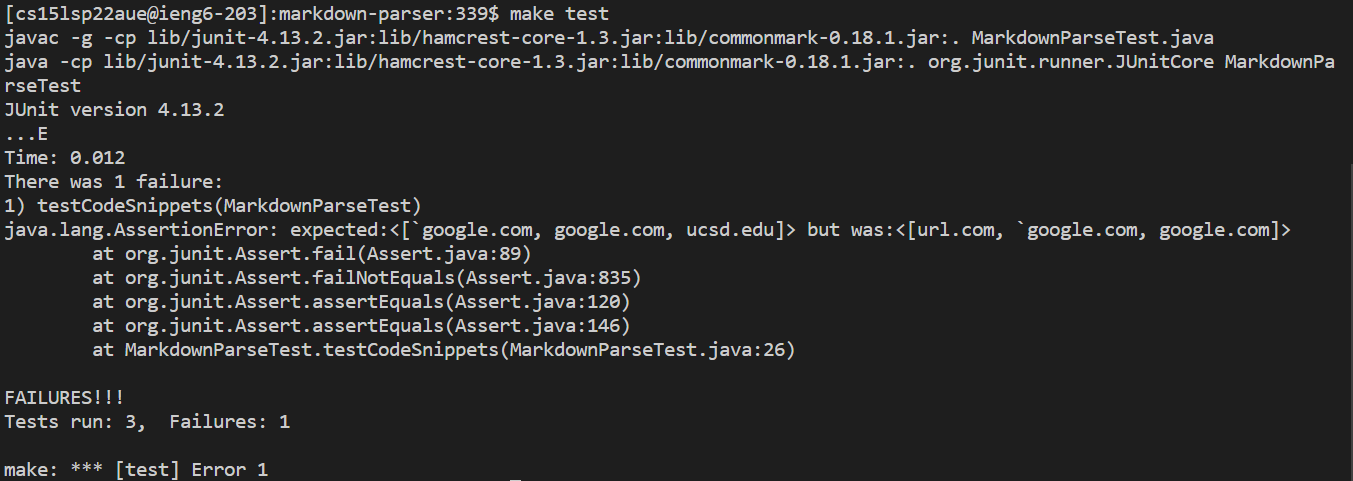 [cs15lsp22aue@ieng6-203]:markdown-parser:339$ make test
javac -g -cp lib/junit-4.13.2.jar:lib/hamcrest-core-1.3.jar:lib/commonmark-0.18.1.jar:. MarkdownParseTest.java
java -cp lib/junit-4.13.2.jar:lib/hamcrest-core-1.3.jar:lib/commonmark-0.18.1.jar:. org.junit.runner.JUnitCore MarkdownPa
rseTest
JUnit version 4.13.2
...E
Time: 0.012
There was 1 failure:
1) testCodeSnippets(MarkdownParseTest)
java.lang.AssertionError: expected:<[`google.com, google.com, ucsd.edu]> but was:<[url.com, `google.com, google.com]>
        at org.junit.Assert.fail(Assert.java:89)
        at org.junit.Assert.failNotEquals(Assert.java:835)
        at org.junit.Assert.assertEquals(Assert.java:120)
        at org.junit.Assert.assertEquals(Assert.java:146)
        at MarkdownParseTest.testCodeSnippets(MarkdownParseTest.java:26)

FAILURES!!!
Tests run: 3,  Failures: 1

make: *** [test] Error 1